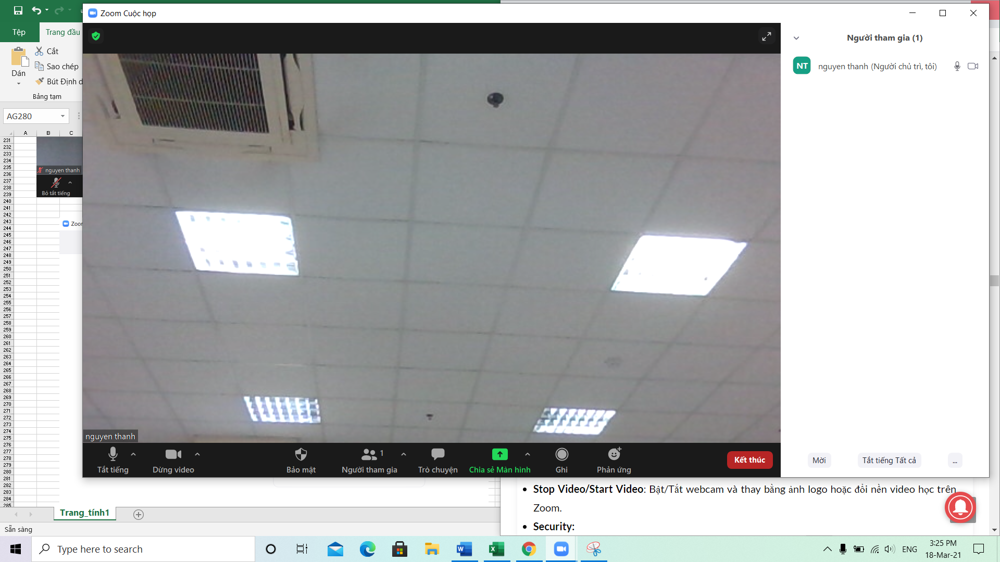 Zoom Cuộc họp
Tệp
Trang đầu
Cắt
Sao chép
Bút Định d
Dán
Bảng tạm
AG280
A B C
231
232
233
234
235
236
237
238
239
240
241
242
243
244
245
246
247
248
249
250
251
252
253
254
255
256
257
258
259
260
261
262
263
264
265
266
267
268
269
270
271
272
273
274
275
276
277
278
279
280
281
282
283
284
285
nguyen thanh
Bỏ tắt tiếng
Zoor
nguyen thanh
Tắt tiếng
Dừng video
Bảo mật
1
Người tham gia
Trò chuyện
Chia sẻ Màn hình
Ghi
Phản ứng
Kết thúc
Người tham gia (1)
NT
nguyen thanh (Người chủ trì, tôi)
Mời
Tắt tiếng Tất cả
...
• Stop Video/Start Video: Bật/Tắt webcam và thay bằng ảnh logo hoặc đổi nền video học trên
Zoom.
• Security:
Trang_tính1
Sẵn sàng
Type here to search
ENG
3:25 PM
18-Mar-21